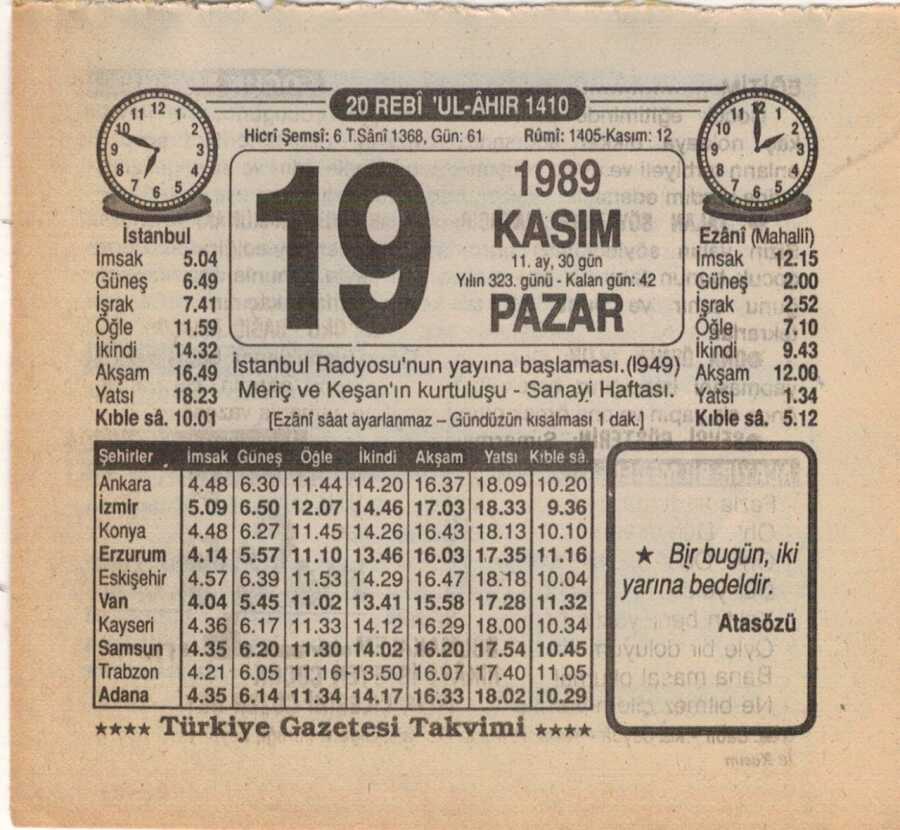 20 REBÎ 'UL-ÂHIR 1410
Hicrî Şemsî: 6 T.Sânî 1368, Gün: 61 Rûmî: 1405-Kasım: 12
19
1989
KASIM
11. ay, 30 gün
Yılın 323. günü - Kalan gün: 42
PAZAR
İstanbul
İmsak 5.04
Güneş 6.49
İşrak 7.41
Öğle 11.59
İkindi 14.32
Akşam 16.49
Yatsı 18.23
Kıble sâ. 10.01
Ezânî (Mahallî)
İmsak 12.15
Güneş 2.00
İşrak 2.52
Öğle 7.10
İkindi 9.43
Akşam 12.00
Yatsı 1.34
Kıble sâ. 5.12
İstanbul Radyosu'nun yayına başlaması.(1949)
Meriç ve Keşan'ın kurtuluşu - Sanayi Haftası.
[Ezânî sâat ayarlanmaz – Gündüzün kısalması 1 dak.]
Şehirler İmsak Güneş Öğle İkindi Akşam Yatsı Kıble sâ.
Ankara 4.48 6.30 11.44 14.20 16.37 18.09 10.20
İzmir 5.09 6.50 12.07 14.46 17.03 18.33 9.36
Konya 4.48 6.27 11.45 14.26 16.43 18.13 10.10
Erzurum 4.14 5.57 11.10 13.46 16.03 17.35 11.16
Eskişehir 4.57 6.39 11.53 14.29 16.47 18.18 10.04
Van 4.04 5.45 11.02 13.41 15.58 17.28 11.32
Kayseri 4.36 6.17 11.33 14.12 16.29 18.00 10.34
Samsun 4.35 6.20 11.30 14.02 16.20 17.54 10.45
Trabzon 4.21 6.05 11.16 13.50 16.07 17.40 11.05
Adana 4.35 6.14 11.34 14.17 16.33 18.02 10.29
★ Bir bugün, iki
yarına bedeldir.
Atasözü
★★★★ Türkiye Gazetesi Takvimi ★★★★